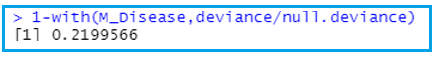 > 1-with(M_Disease,deviance/null.deviance)
[1] 0.2199566